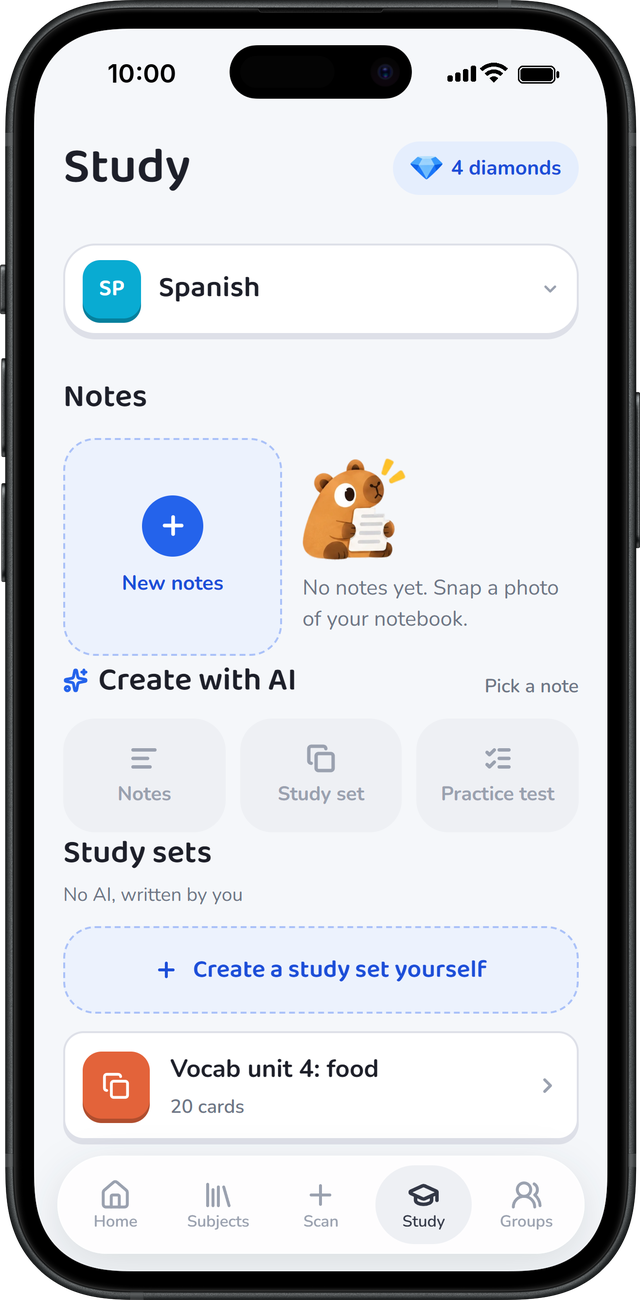 10:00
Study
4 diamonds
SP
Spanish
Notes
New notes
No notes yet. Snap a photo
of your notebook.
Create with AI
Pick a note
Notes
Study set
Practice test
Study sets
No AI, written by you
+ Create a study set yourself
Vocab unit 4: food
20 cards
Home
Subjects
Scan
Study
Groups